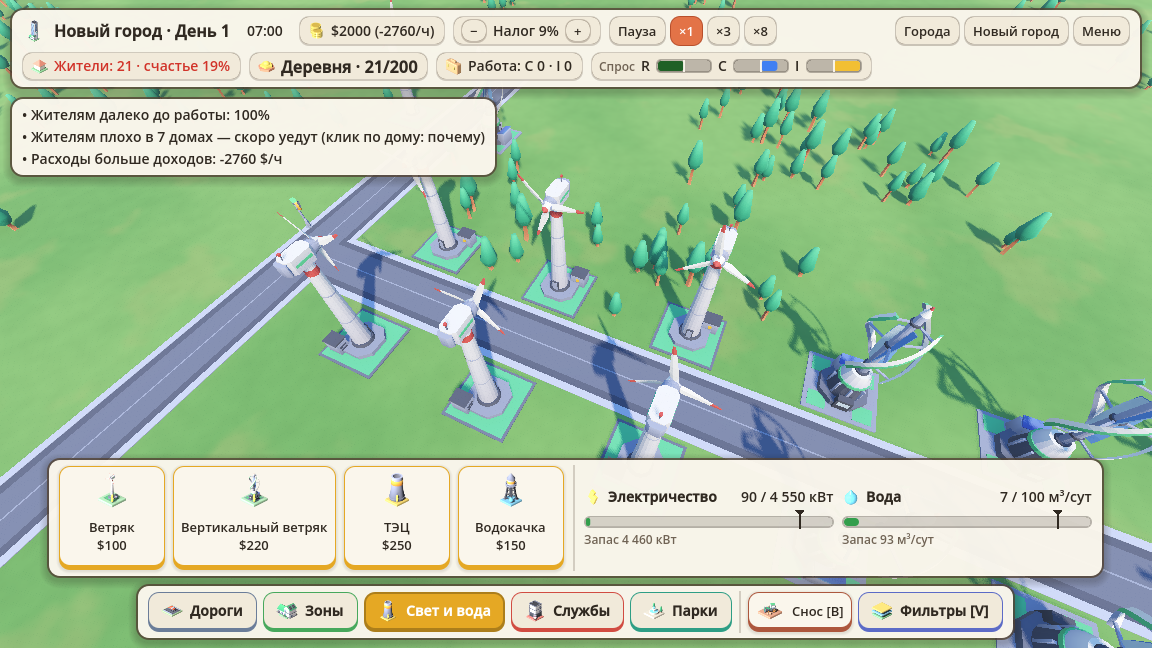 Новый город · День 1
07:00
$2000 (-2760/ч)
− Налог 9% +
Пауза
×1
×3
×8
Города
Новый город
Меню
Жители: 21 · счастье 19%
Деревня · 21/200
Работа: С 0 · I 0
Спрос R C I
• Жителям далеко до работы: 100%
• Жителям плохо в 7 домах — скоро уедут (клик по дому: почему)
• Расходы больше доходов: -2760 $/ч
Ветряк
$100
Вертикальный ветряк
$220
ТЭЦ
$250
Водокачка
$150
Электричество 90 / 4 550 кВт
Запас 4 460 кВт
Вода 7 / 100 м³/сут
Запас 93 м³/сут
Дороги
Зоны
Свет и вода
Службы
Парки
Снос [B]
Фильтры [V]